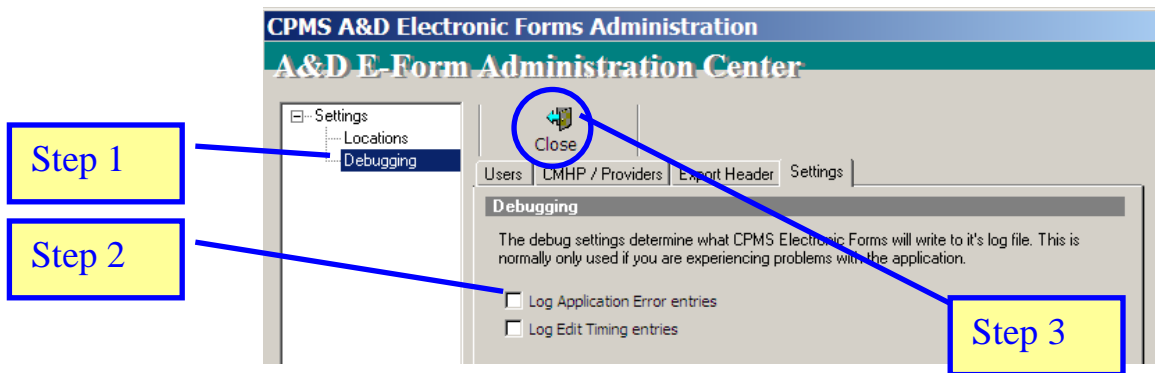 CPMS A&D Electronic Forms Administration
A&D E-Form Administration Center
Settings
Locations
Debugging
Close
Users
CMHP / Providers
Export Header
Settings
Debugging
The debug settings determine what CPMS Electronic Forms will write to it's log file. This is
normally only used if you are experiencing problems with the application.
Log Application Error entries
Log Edit Timing entries
Step 1
Step 2
Step 3